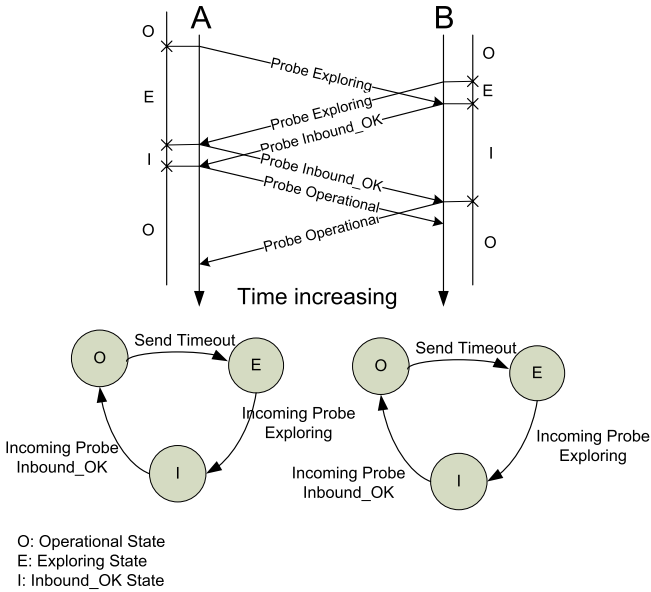 A
B
O
Probe Exploring
O
E
E
Probe Exploring
Probe Inbound_OK
I
Probe Inbound_OK
I
Probe Operational
O
Probe Operational
O
Time increasing
O
Send Timeout
E
Incoming Probe
Exploring
Incoming Probe
Inbound_OK
I
O
Send Timeout
E
Incoming Probe
Exploring
Incoming Probe
Inbound_OK
I
O: Operational State
E: Exploring State
I: Inbound_OK State